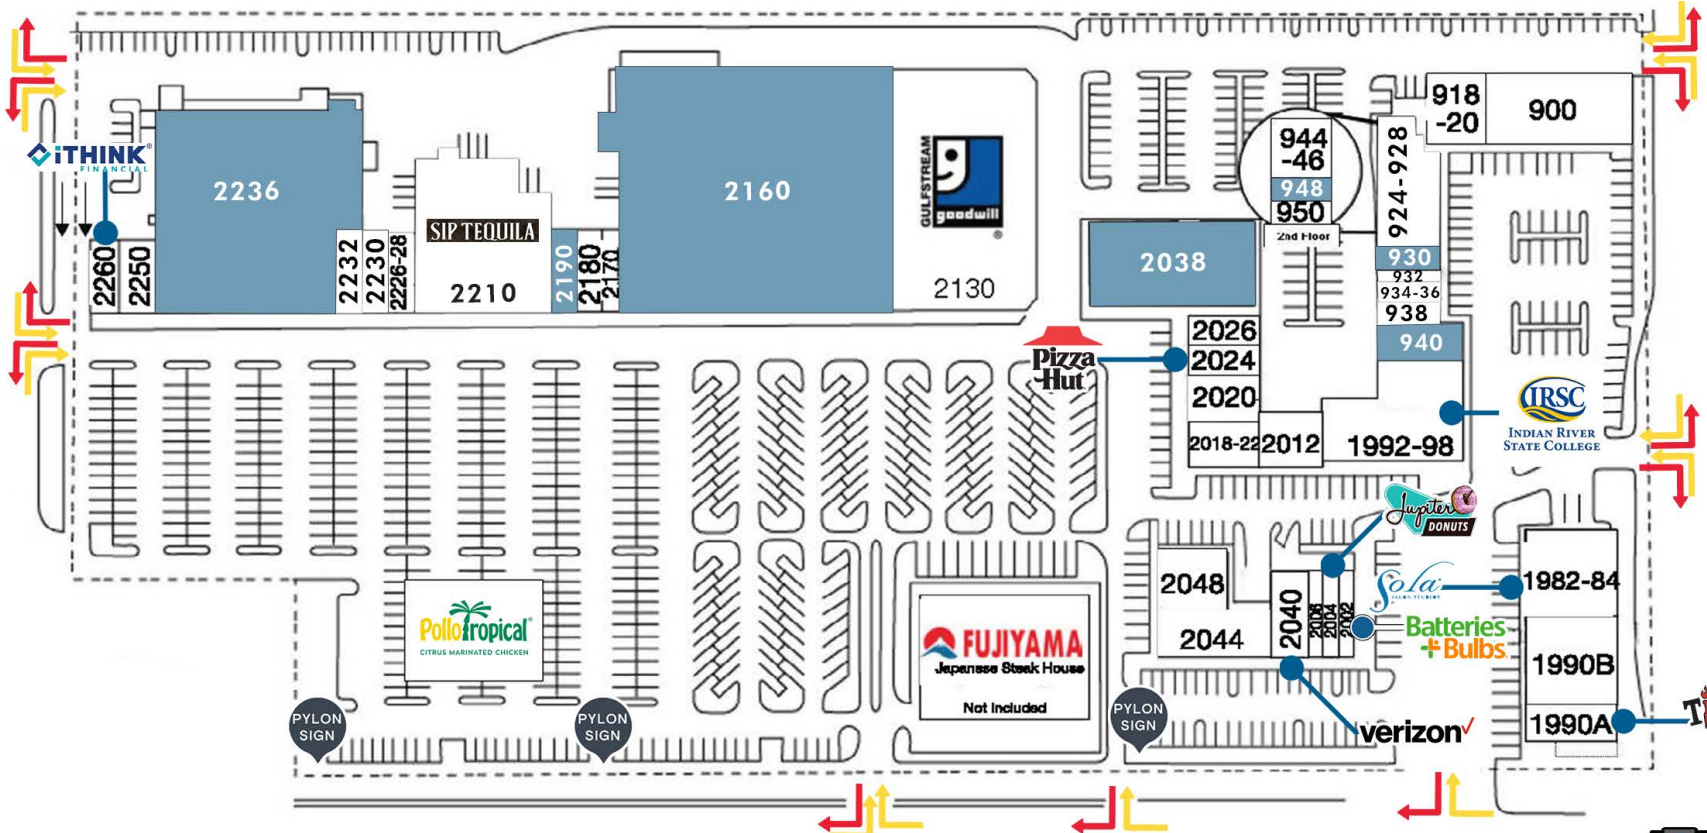 iTHINK®
FINANCIAL
2236
2260
2250
2232
2230
2226-28
SIP TEQUILA
2210
2190
2180
2170
2160
GULFSTREAM
goodwill
®
2130
918
-20
900
944
-46
948
950
2nd Floor
924-928
930
932
934-36
938
940
2038
2026
2024
2020
2018-22
2012
1992-98
Pizza
Hut
IRSC
INDIAN RIVER
STATE COLLEGE
Jupiter
DONUTS
Sola
SALON STUDIOS
Batteries
+Bulbs
verizon✓
2048
2044
2040
2006
2004
2002
1982-84
1990B
1990A
T
PolloTropical®
CITRUS MARINATED CHICKEN
FUJIYAMA
Japanese Steak House
Not Included
PYLON
SIGN
PYLON
SIGN
PYLON
SIGN